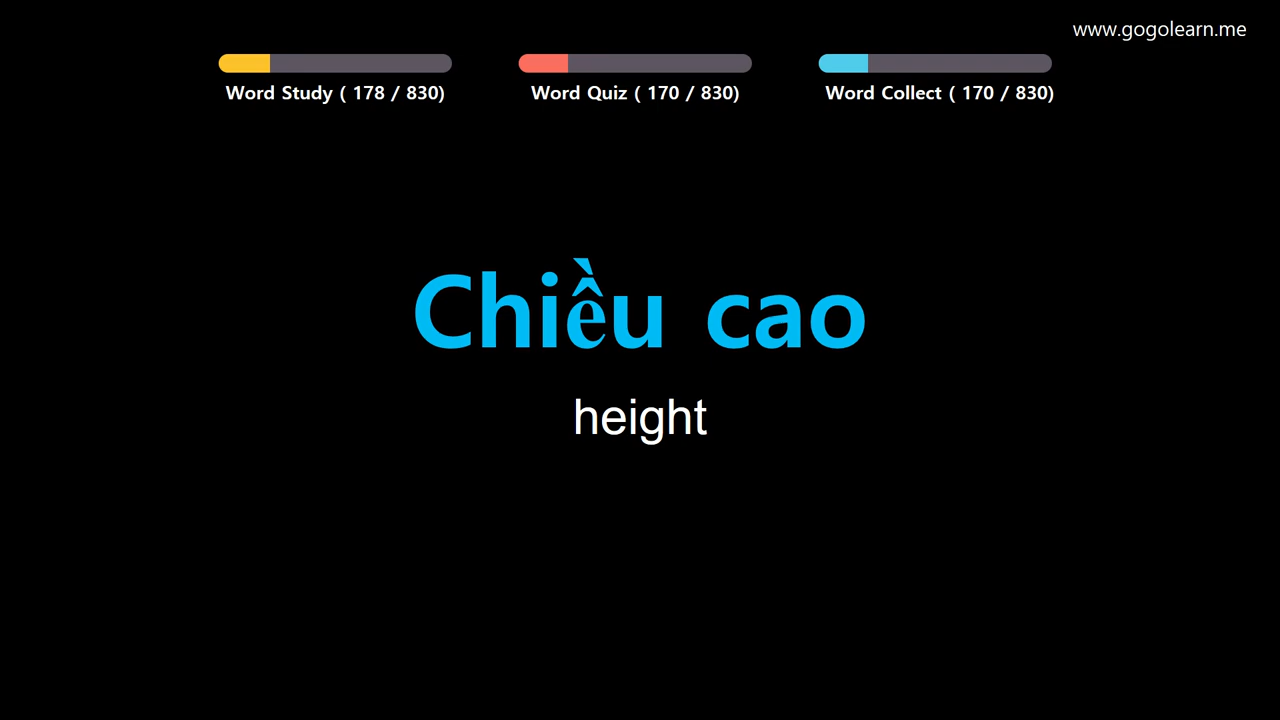 www.gogolearn.me
Word Study ( 178 / 830)
Word Quiz ( 170 / 830)
Word Collect ( 170 / 830)
Chiều cao
height